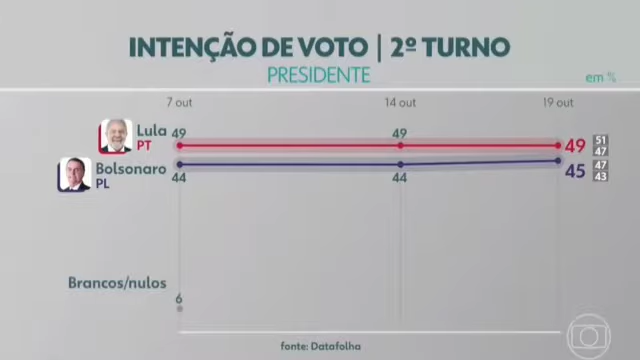 INTENÇÃO DE VOTO | 2º TURNO
PRESIDENTE
em %
7 out 14 out 19 out
Lula
PT
49 49 49 51 47
Bolsonaro
PL
44 44 45 47 43
Brancos/nulos
6
fonte: Datafolha